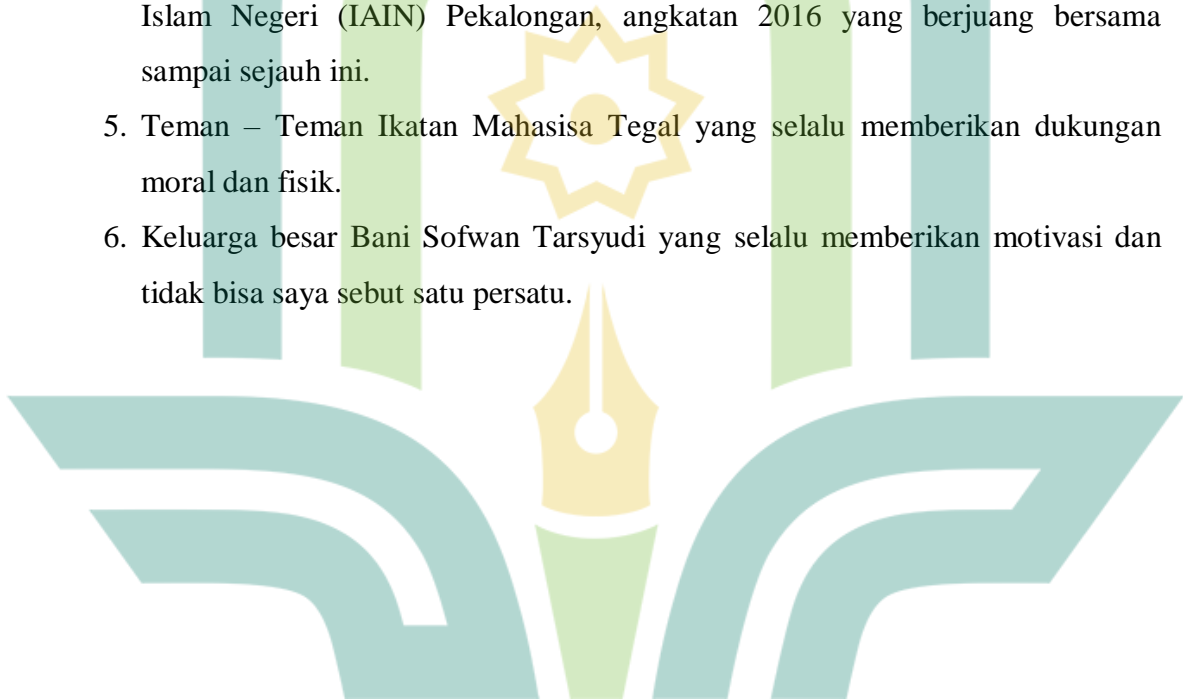 Islam Negeri (IAIN) Pekalongan, angkatan 2016 yang berjuang bersama
sampai sejauh ini.
5. Teman – Teman Ikatan Mahasisa Tegal yang selalu memberikan dukungan
moral dan fisik.
6. Keluarga besar Bani Sofwan Tarsyudi yang selalu memberikan motivasi dan
tidak bisa saya sebut satu persatu.